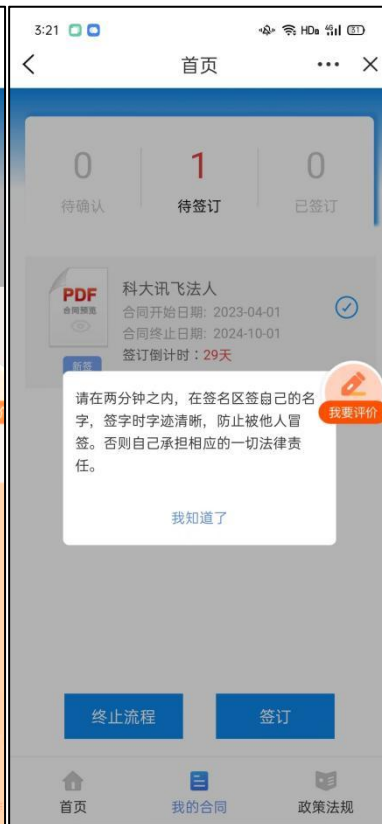 3:21
HD 4G 31
首页
0
1
0
待确认
待签订
已签订
PDF
合同预览
新签
科大讯飞法人
合同开始日期: 2023-04-01
合同终止日期: 2024-10-01
签订倒计时：29天
请在两分钟之内，在签名区签自己的名
字，签字时字迹清晰，防止被他人冒
签。否则自己承担相应的一切法律责
任。
我要评价
我知道了
终止流程
签订
首页
我的合同
政策法规